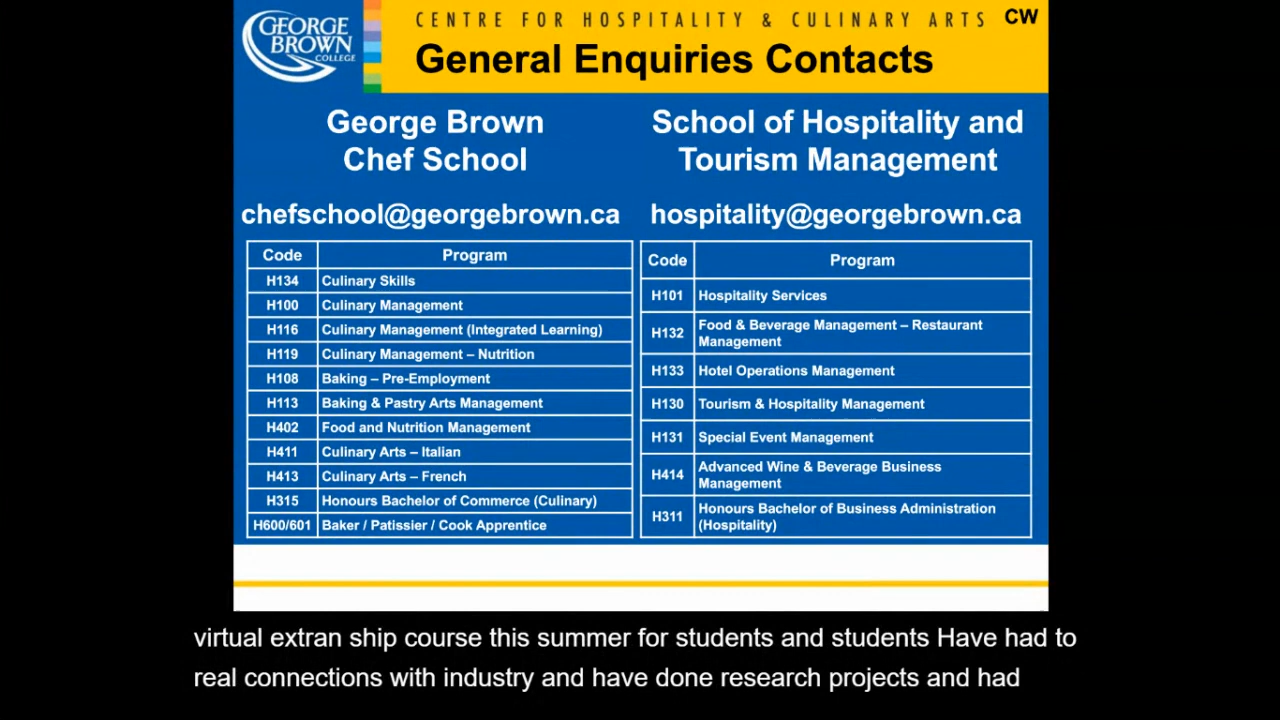 GEORGE
BROWN
COLLEGE
CENTRE FOR HOSPITALITY & CULINARY ARTS
CW
General Enquiries Contacts
George Brown
Chef School
chefschool@georgebrown.ca
Code Program
H134 Culinary Skills
H100 Culinary Management
H116 Culinary Management (Integrated Learning)
H119 Culinary Management – Nutrition
H108 Baking – Pre-Employment
H113 Baking & Pastry Arts Management
H402 Food and Nutrition Management
H411 Culinary Arts – Italian
H413 Culinary Arts – French
H315 Honours Bachelor of Commerce (Culinary)
H600/601 Baker / Patissier / Cook Apprentice
School of Hospitality and
Tourism Management
hospitality@georgebrown.ca
Code Program
H101 Hospitality Services
H132 Food & Beverage Management – Restaurant
Management
H133 Hotel Operations Management
H130 Tourism & Hospitality Management
H131 Special Event Management
H414 Advanced Wine & Beverage Business
Management
H311 Honours Bachelor of Business Administration
(Hospitality)
virtual extran ship course this summer for students and students Have had to
real connections with industry and have done research projects and had